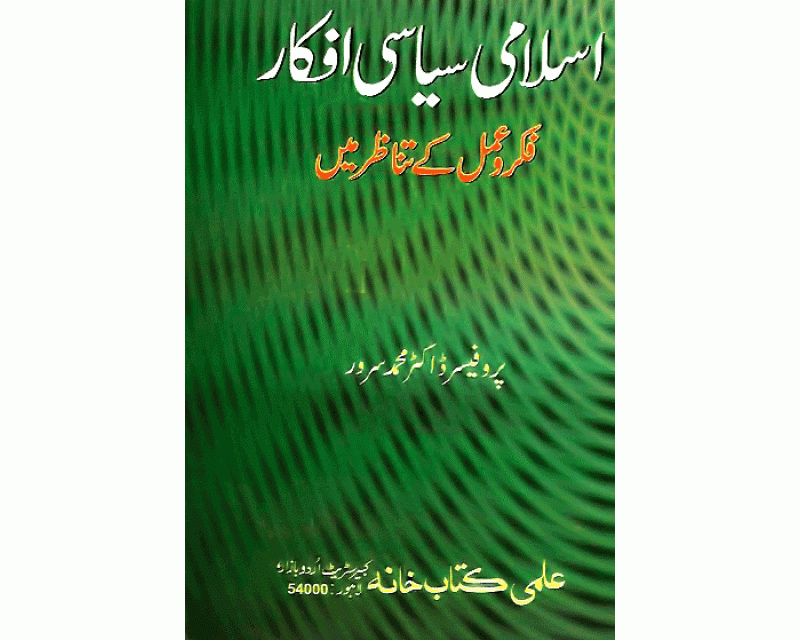 اسلامی سیاسی افکار
فکر و عمل کے تناظر میں
پروفیسر ڈاکٹر محمد سرور
علمی کتاب خانہ کبیر سٹریٹ اُردو بازار،
لاہور: 54000